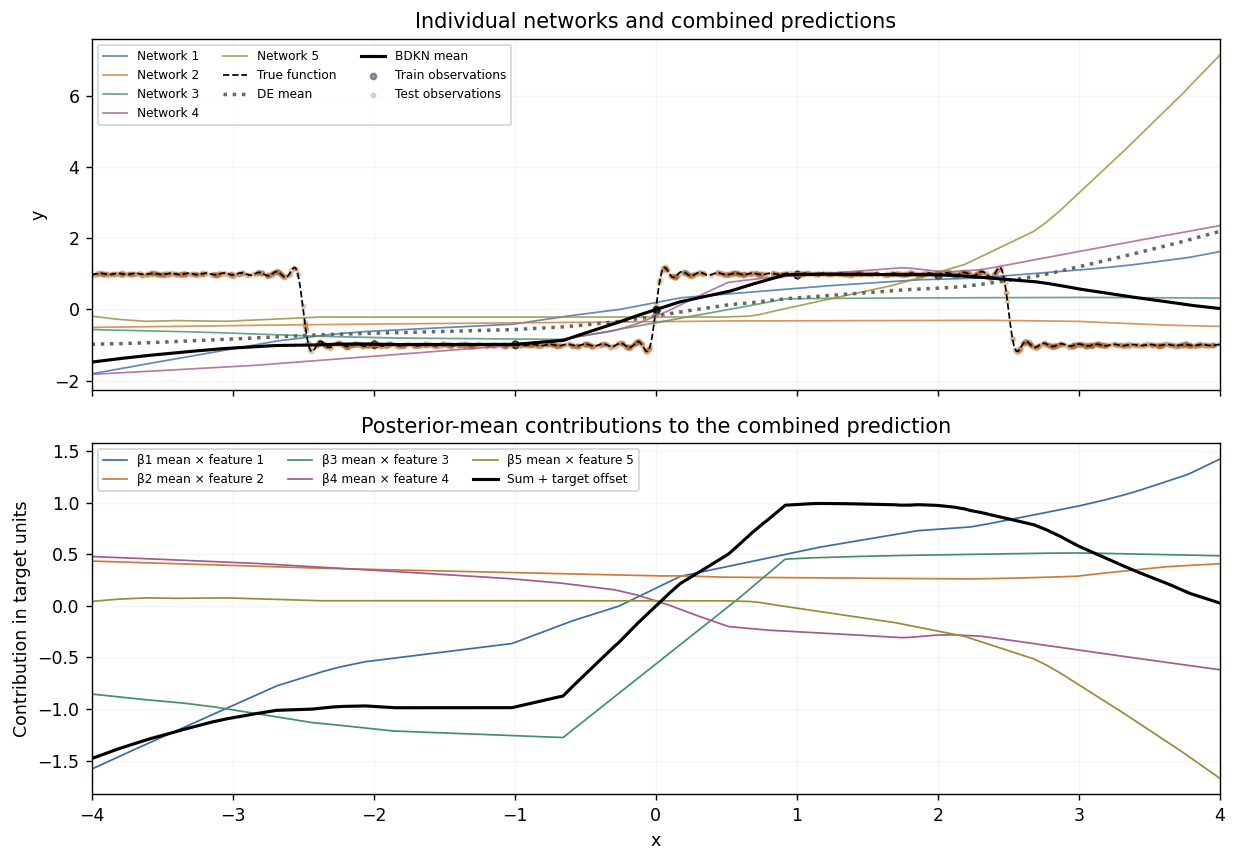 Individual networks and combined predictions
Network 1
Network 2
Network 3
Network 4
Network 5
True function
DE mean
BDKN mean
Train observations
Test observations
y
6
4
2
0
−2
Posterior-mean contributions to the combined prediction
β1 mean × feature 1
β2 mean × feature 2
β3 mean × feature 3
β4 mean × feature 4
β5 mean × feature 5
Sum + target offset
Contribution in target units
1.5
1.0
0.5
0.0
−0.5
−1.0
−1.5
−4 −3 −2 −1 0 1 2 3 4
x